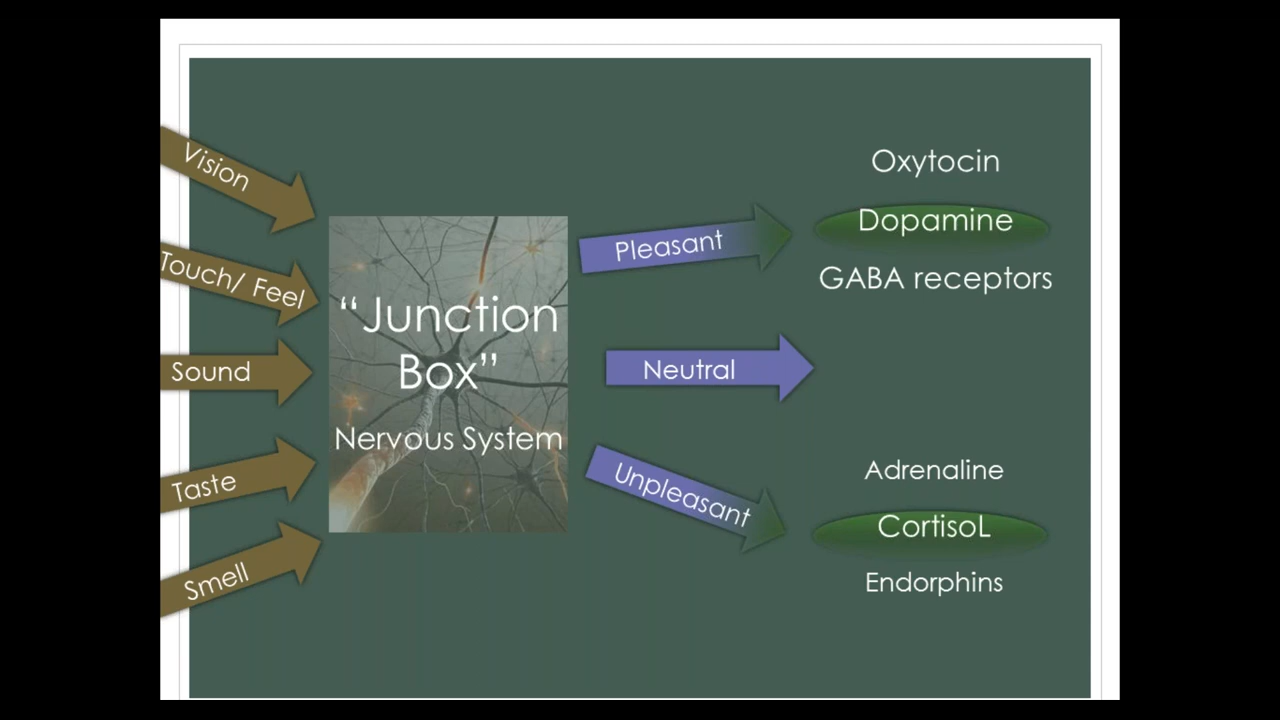 Vision
Touch/ Feel
Sound
Taste
Smell
“Junction
Box”
Nervous System
Pleasant
Neutral
Unpleasant
Oxytocin
Dopamine
GABA receptors
Adrenaline
CortisoL
Endorphins